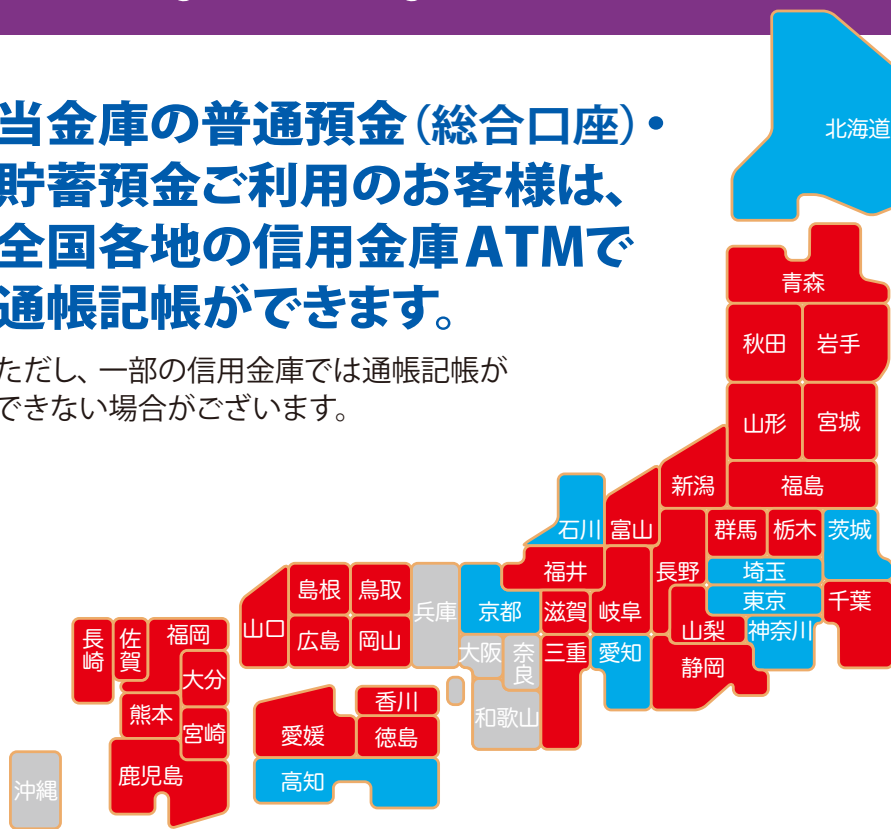 当金庫の普通預金(総合口座)・
貯蓄預金ご利用のお客様は、
全国各地の信用金庫ATMで
通帳記帳ができます。
ただし、一部の信用金庫では通帳記帳が
できない場合がございます。
北海道
青森
秋田
岩手
山形
宮城
新潟
福島
石川
富山
群馬
栃木
茨城
福井
長野
埼玉
島根
鳥取
兵庫
京都
滋賀
岐阜
東京
千葉
山口
広島
岡山
山梨
神奈川
長崎
佐賀
福岡
大阪
奈良
三重
愛知
静岡
大分
熊本
宮崎
香川
和歌山
愛媛
徳島
鹿児島
高知
沖縄